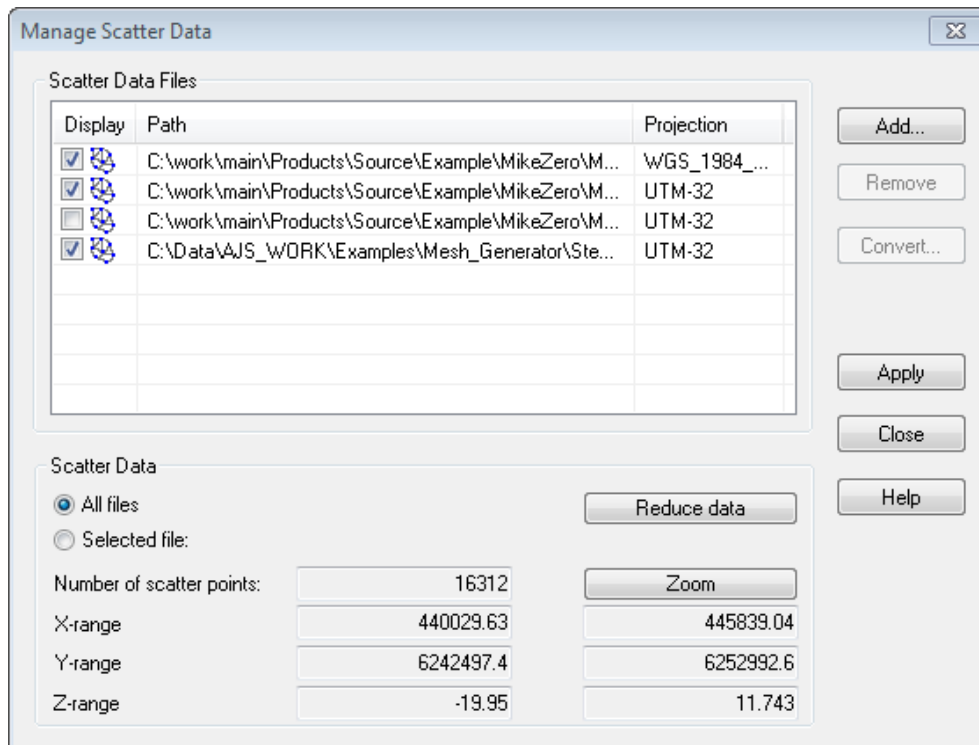 Manage Scatter Data
Scatter Data Files
Display Path Projection
C:\work\main\Products\Source\Example\MikeZero\M... WGS_1984_...
C:\work\main\Products\Source\Example\MikeZero\M... UTM-32
C:\work\main\Products\Source\Example\MikeZero\M... UTM-32
C:\Data\AJS_WORK\Examples\Mesh_Generator\Ste... UTM-32
Add...
Remove
Convert...
Apply
Close
Help
Scatter Data
All files
Reduce data
Selected file:
Number of scatter points: 16312 Zoom
X-range 440029.63 445839.04
Y-range 6242497.4 6252992.6
Z-range -19.95 11.743